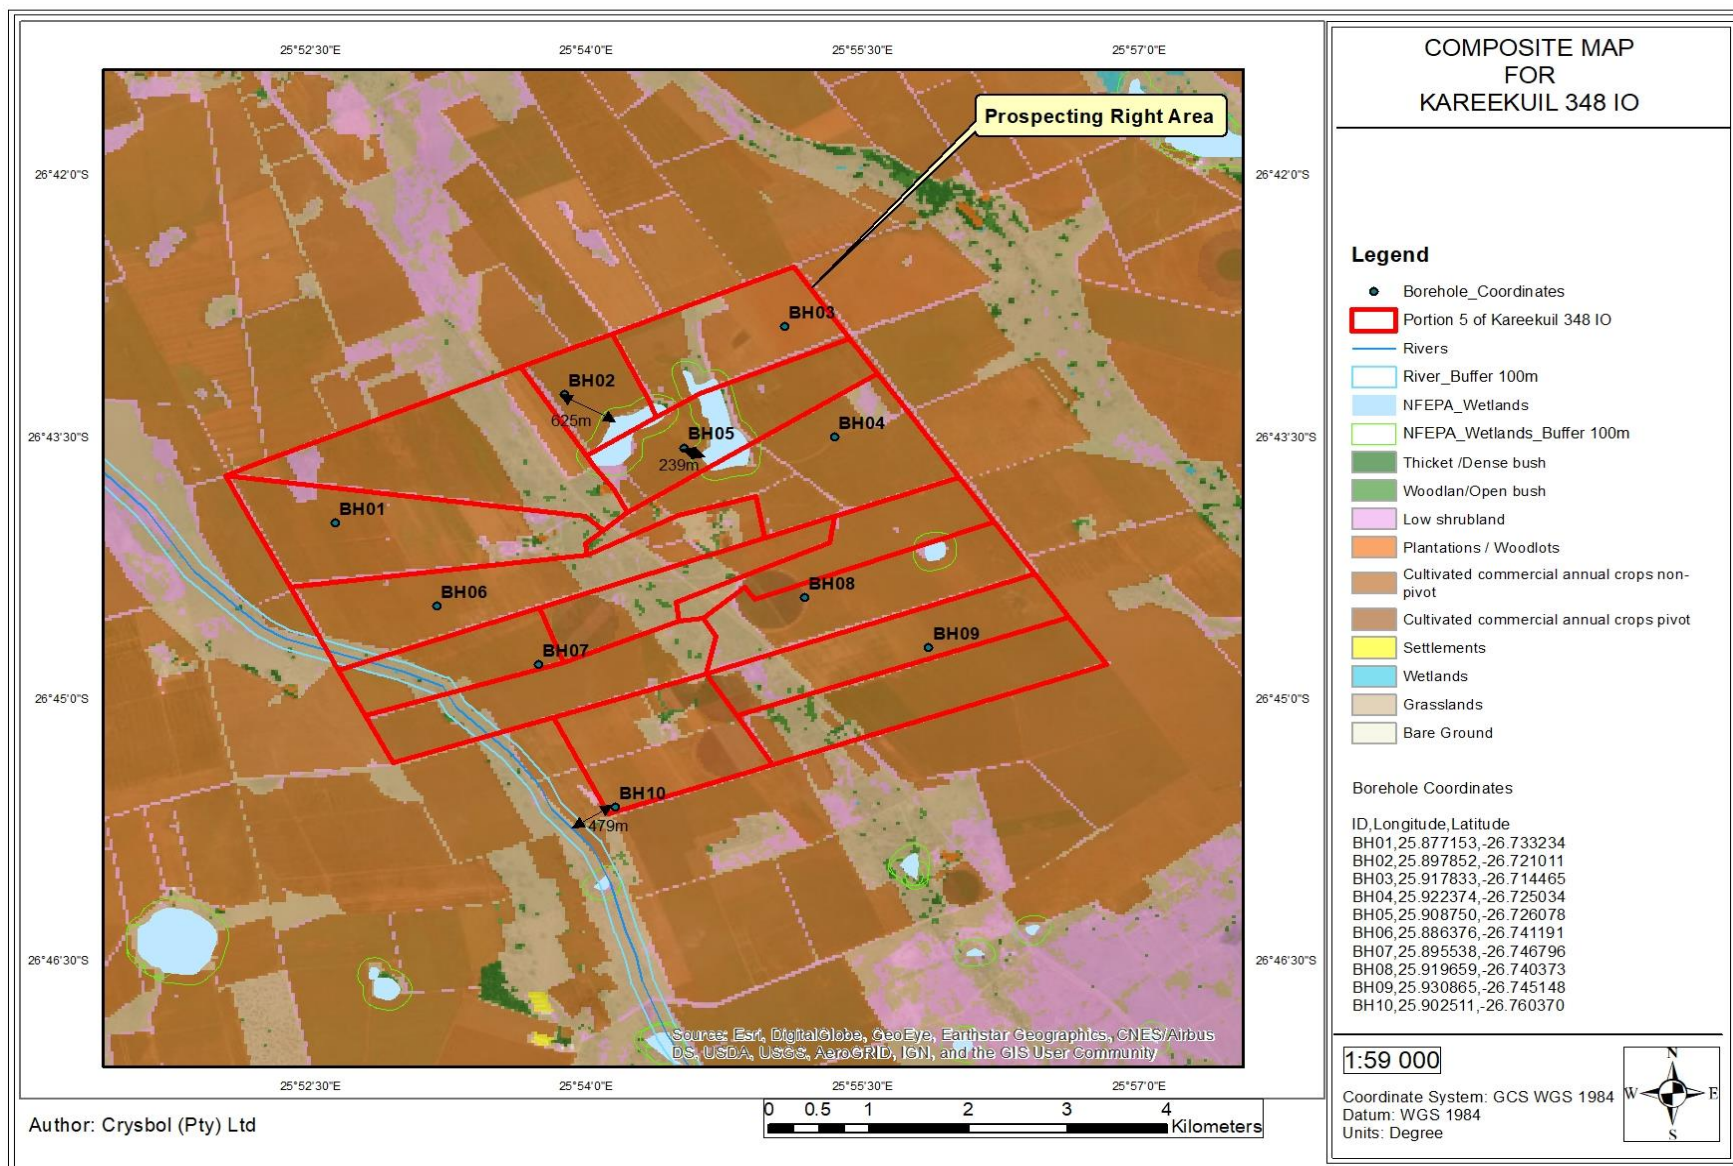 COMPOSITE MAP
FOR
KAREEKUIL 348 IO
25°52'30"E
25°54'0"E
25°55'30"E
25°57'0"E
Prospecting Right Area
26°42'0"S
26°42'0"S
BH03
BH02
625m
BH05
239m
BH04
26°43'30"S
26°43'30"S
BH01
BH06
BH08
BH07
BH09
26°45'0"S
26°45'0"S
BH10
479m
26°46'30"S
26°46'30"S
Source: Esri, DigitalGlobe, GeoEye, Earthstar Geographics, CNES/Airbus
DS, USDA, USGS, AeroGRID, IGN, and the GIS User Community
25°52'30"E
25°54'0"E
25°55'30"E
25°57'0"E
Author: Crysbol (Pty) Ltd
0 0.5 1 2 3 4
Kilometers
Legend
Borehole_Coordinates
Portion 5 of Kareekuil 348 IO
Rivers
River_Buffer 100m
NFEPA_Wetlands
NFEPA_Wetlands_Buffer 100m
Thicket /Dense bush
Woodlan/Open bush
Low shrubland
Plantations / Woodlots
Cultivated commercial annual crops non-
pivot
Cultivated commercial annual crops pivot
Settlements
Wetlands
Grasslands
Bare Ground
Borehole Coordinates
ID,Longitude,Latitude
BH01,25.877153,-26.733234
BH02,25.897852,-26.721011
BH03,25.917833,-26.714465
BH04,25.922374,-26.725034
BH05,25.908750,-26.726078
BH06,25.886376,-26.741191
BH07,25.895538,-26.746796
BH08,25.919659,-26.740373
BH09,25.930865,-26.745148
BH10,25.902511,-26.760370
1:59 000
Coordinate System: GCS WGS 1984
Datum: WGS 1984
Units: Degree
N
W E
S